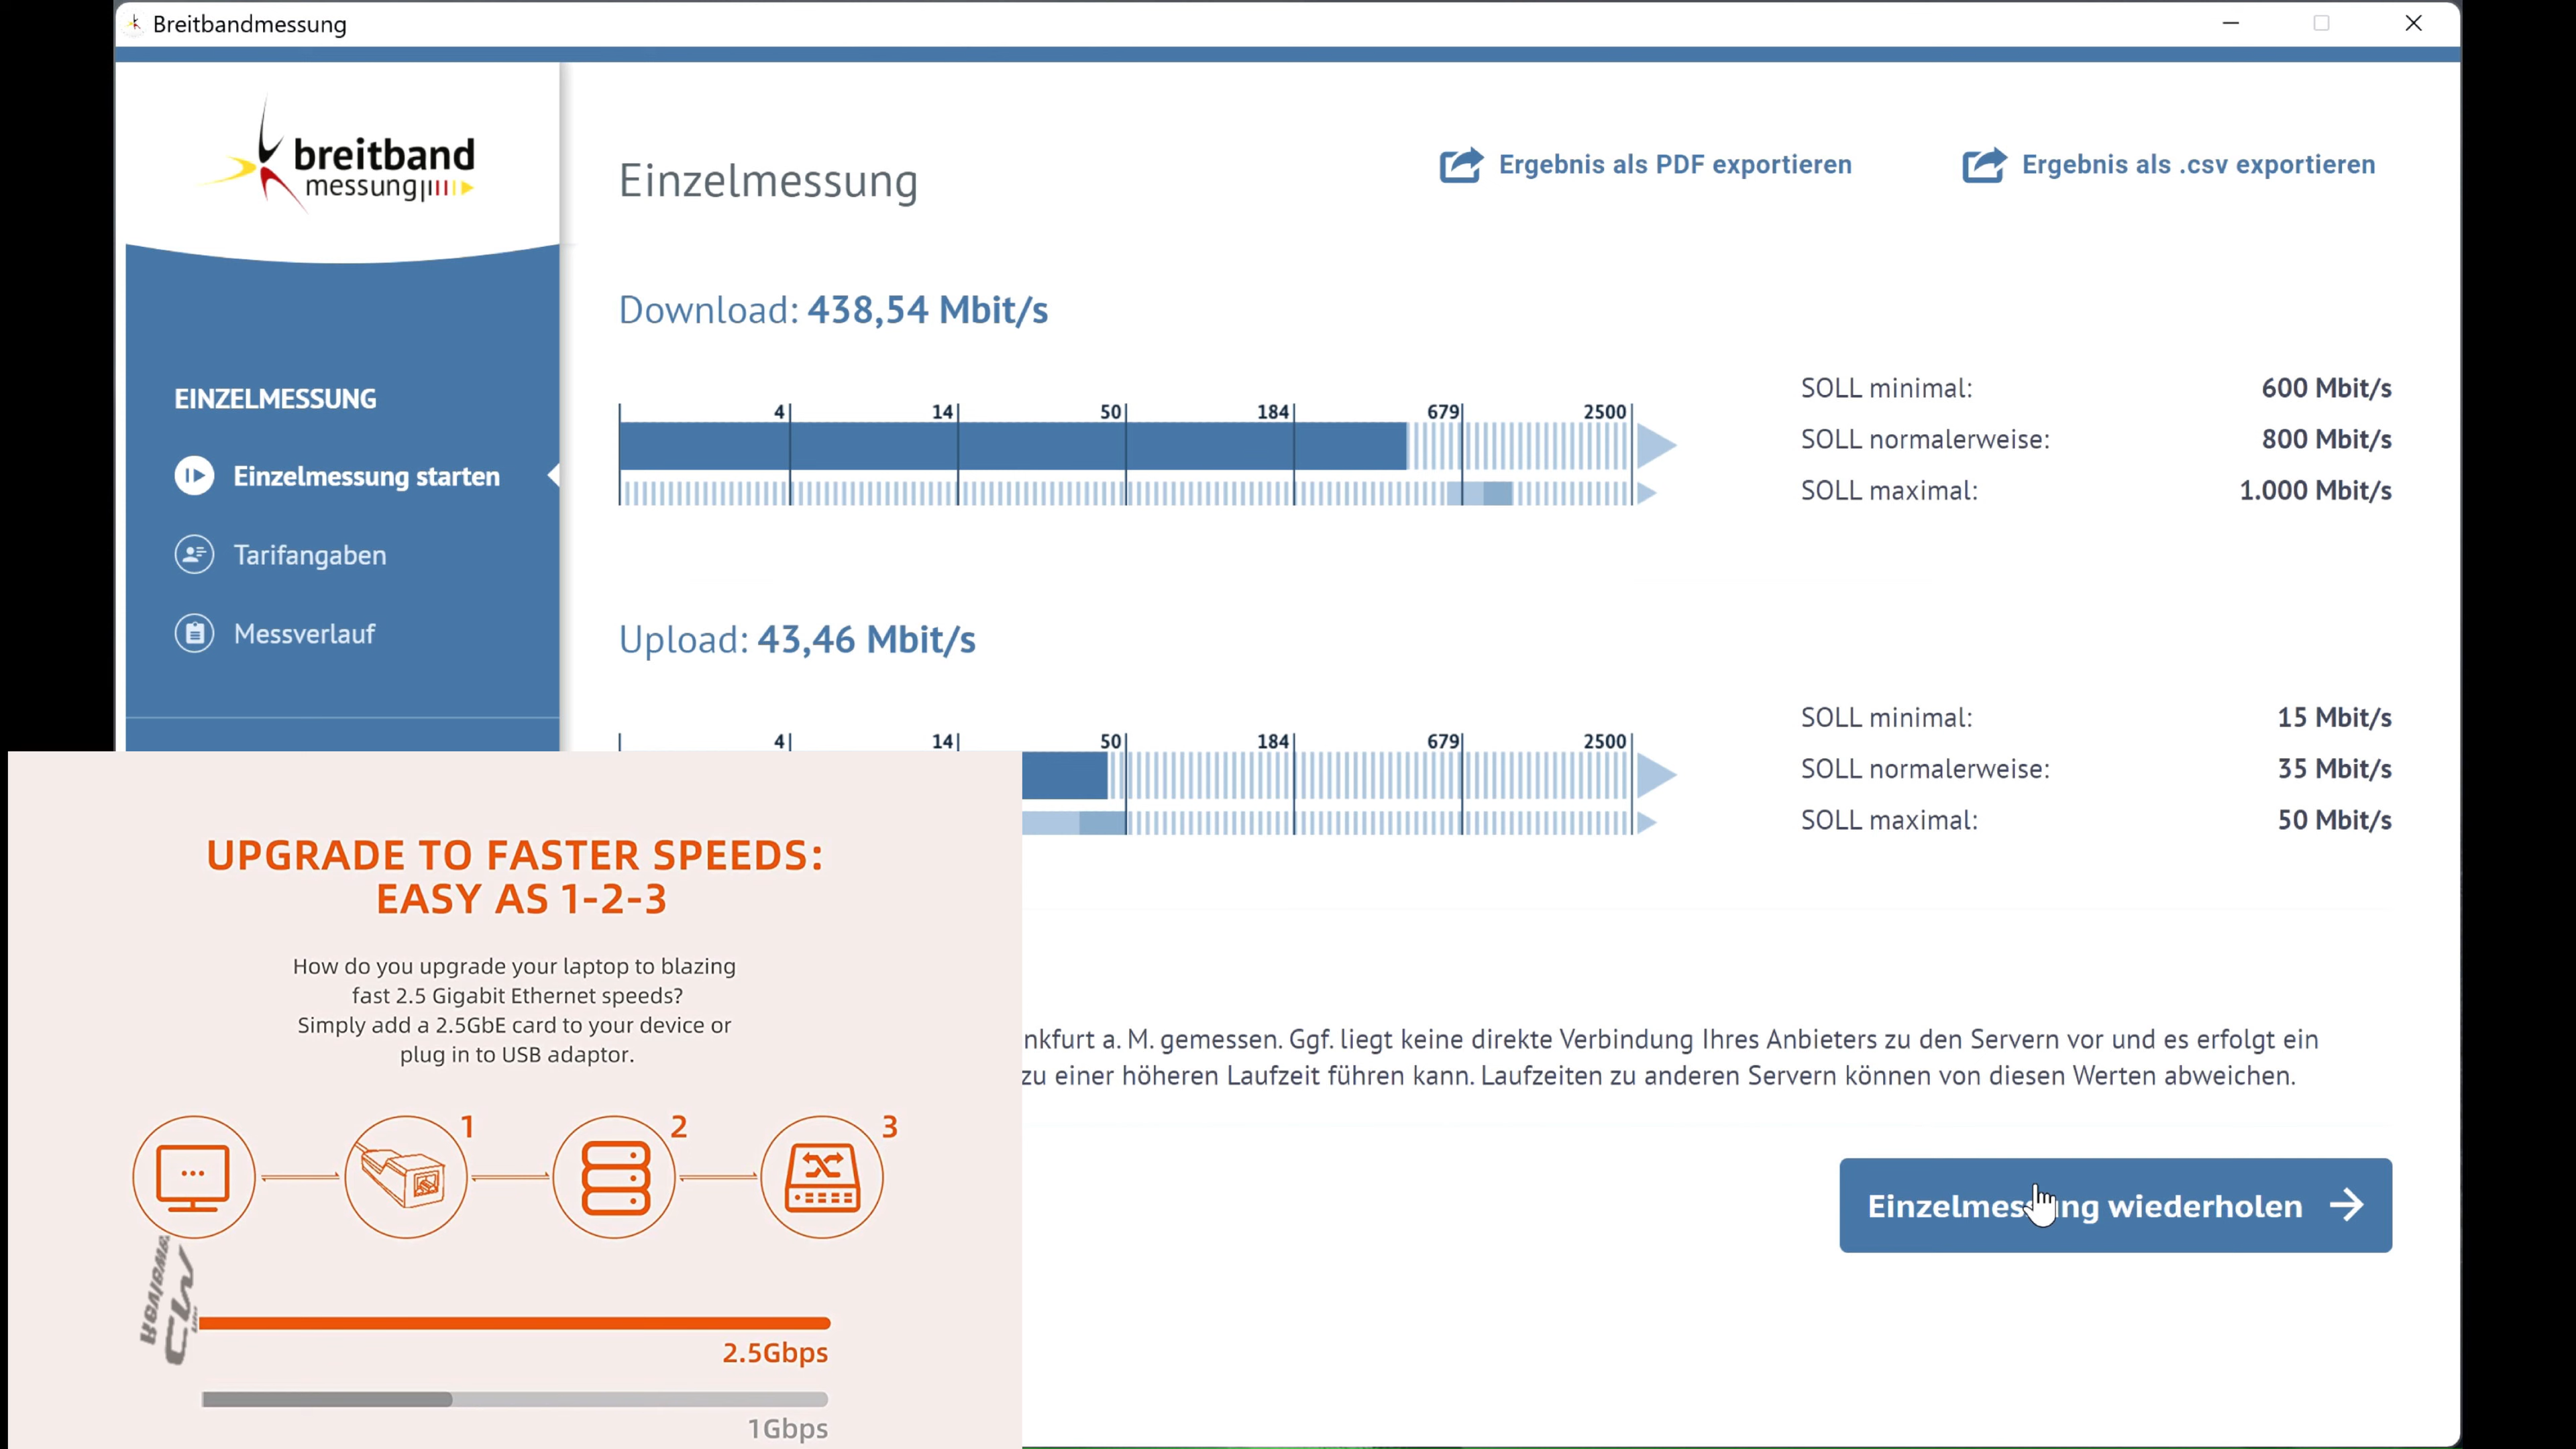 Breitbandmessung
breitband
messung
EINZELMESSUNG
Einzelmessung starten
Tarifangaben
Messverlauf
Einzelmessung
Ergebnis als PDF exportieren
Ergebnis als .csv exportieren
Download: 438,54 Mbit/s
4 14 50 184 679 2500
SOLL minimal: 600 Mbit/s
SOLL normalerweise: 800 Mbit/s
SOLL maximal: 1.000 Mbit/s
Upload: 43,46 Mbit/s
4 14 50 184 679 2500
SOLL minimal: 15 Mbit/s
SOLL normalerweise: 35 Mbit/s
SOLL maximal: 50 Mbit/s
nkfurt a. M. gemessen. Ggf. liegt keine direkte Verbindung Ihres Anbieters zu den Servern vor und es erfolgt ein
zu einer höheren Laufzeit führen kann. Laufzeiten zu anderen Servern können von diesen Werten abweichen.
Einzelmessung wiederholen
UPGRADE TO FASTER SPEEDS:
EASY AS 1-2-3
How do you upgrade your laptop to blazing
fast 2.5 Gigabit Ethernet speeds?
Simply add a 2.5GbE card to your device or
plug in to USB adaptor.
1 2 3
2.5Gbps
1Gbps